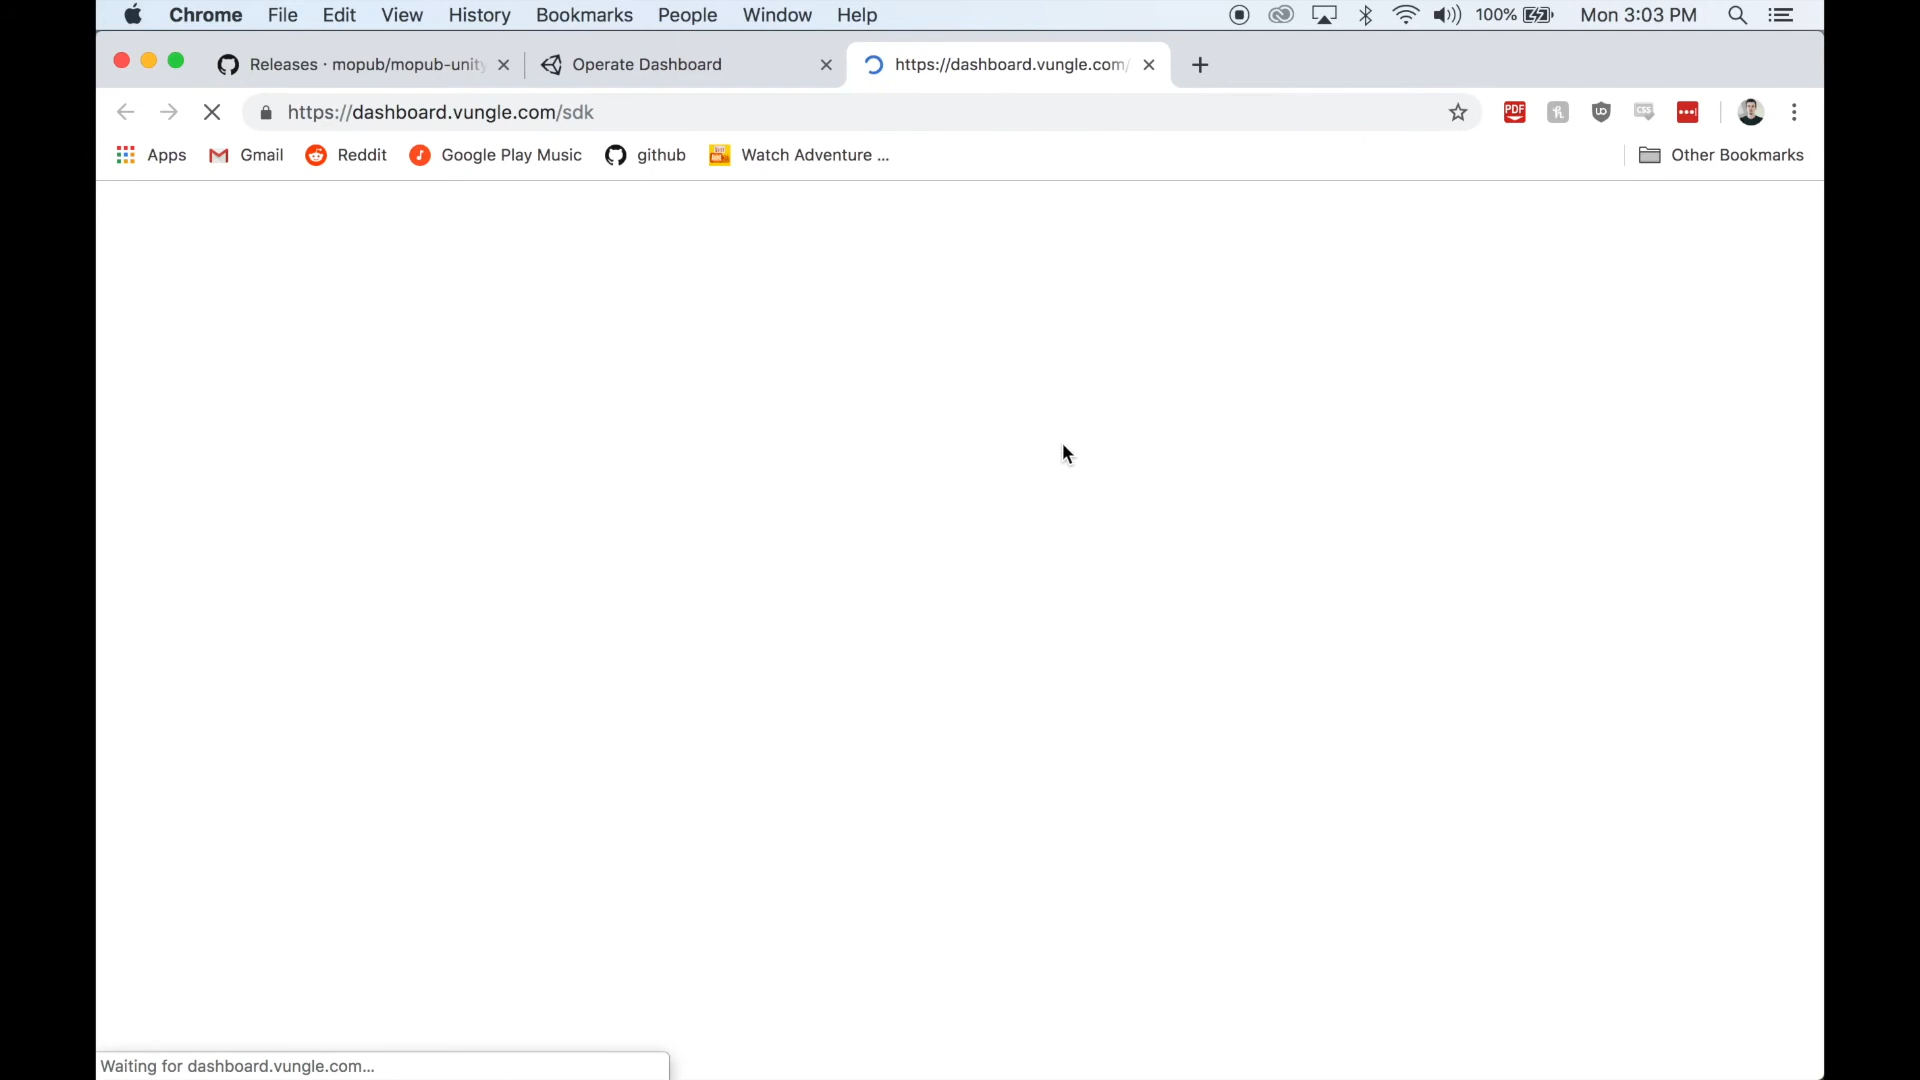 Chrome File Edit View History Bookmarks People Window Help 100% Mon 3:03 PM
Releases · mopub/mopub-unity Operate Dashboard https://dashboard.vungle.com/
https://dashboard.vungle.com/sdk
Apps Gmail Reddit Google Play Music github Watch Adventure ... Other Bookmarks
Waiting for dashboard.vungle.com...